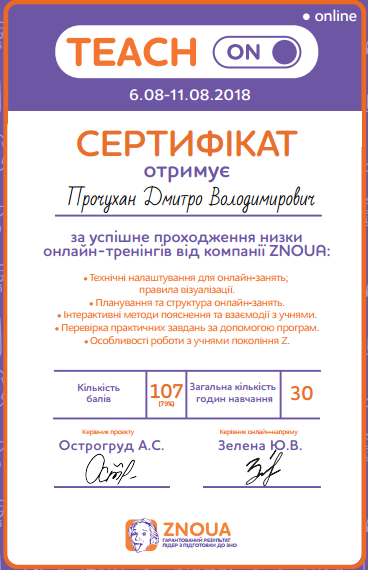 online
TEACH ON
6.08-11.08.2018
СЕРТИФІКАТ
отримує
Прочухан Дмитро Володимирович
за успішне проходження низки
онлайн-тренінгів від компанії ZNOUA:
• Технічні налаштування для онлайн-занять;
правила візуалізації.
• Планування та структура онлайн-занять.
• Інтерактивні методи пояснення та взаємодії з учнями.
• Перевірка практичних завдань за допомогою програм.
• Особливості роботи з учнями покоління Z.
Кількість
балів
107
(79%)
Загальна кількість
годин навчання
30
Керівник проекту
Острогруд А.С.
Керівник онлайн-напряму
Зелена Ю.В.
ZNOUA
ГАРАНТОВАНИЙ РЕЗУЛЬТАТ
ЛІДЕР З ПІДГОТОВКИ ДО ЗНО